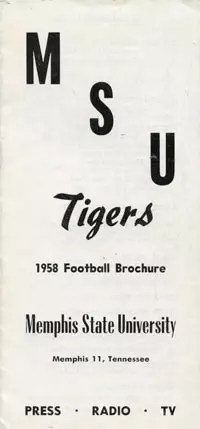 M
S
U
Tigers
1958 Football Brochure
Memphis State University
Memphis 11, Tennessee
PRESS · RADIO · TV